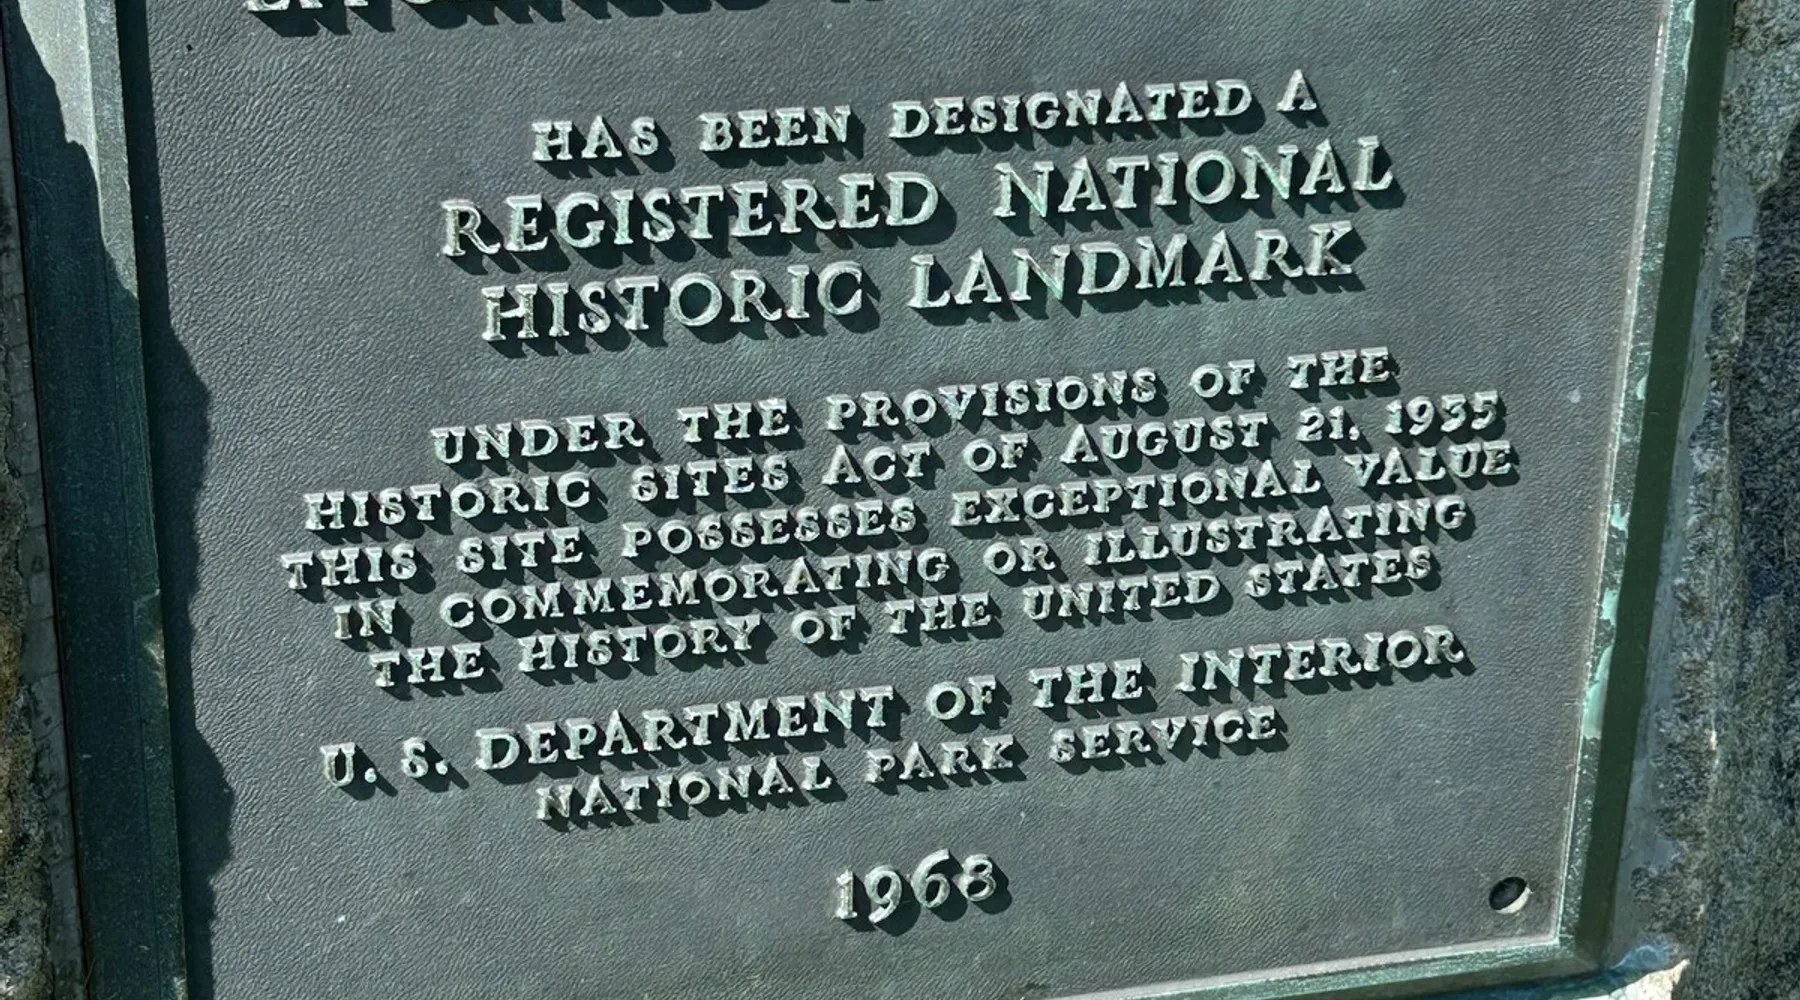 HAS BEEN DESIGNATED A
REGISTERED NATIONAL
HISTORIC LANDMARK
UNDER THE PROVISIONS OF THE
HISTORIC SITES ACT OF AUGUST 21, 1935
THIS SITE POSSESSES EXCEPTIONAL VALUE
IN COMMEMORATING OR ILLUSTRATING
THE HISTORY OF THE UNITED STATES
U. S. DEPARTMENT OF THE INTERIOR
NATIONAL PARK SERVICE
1968